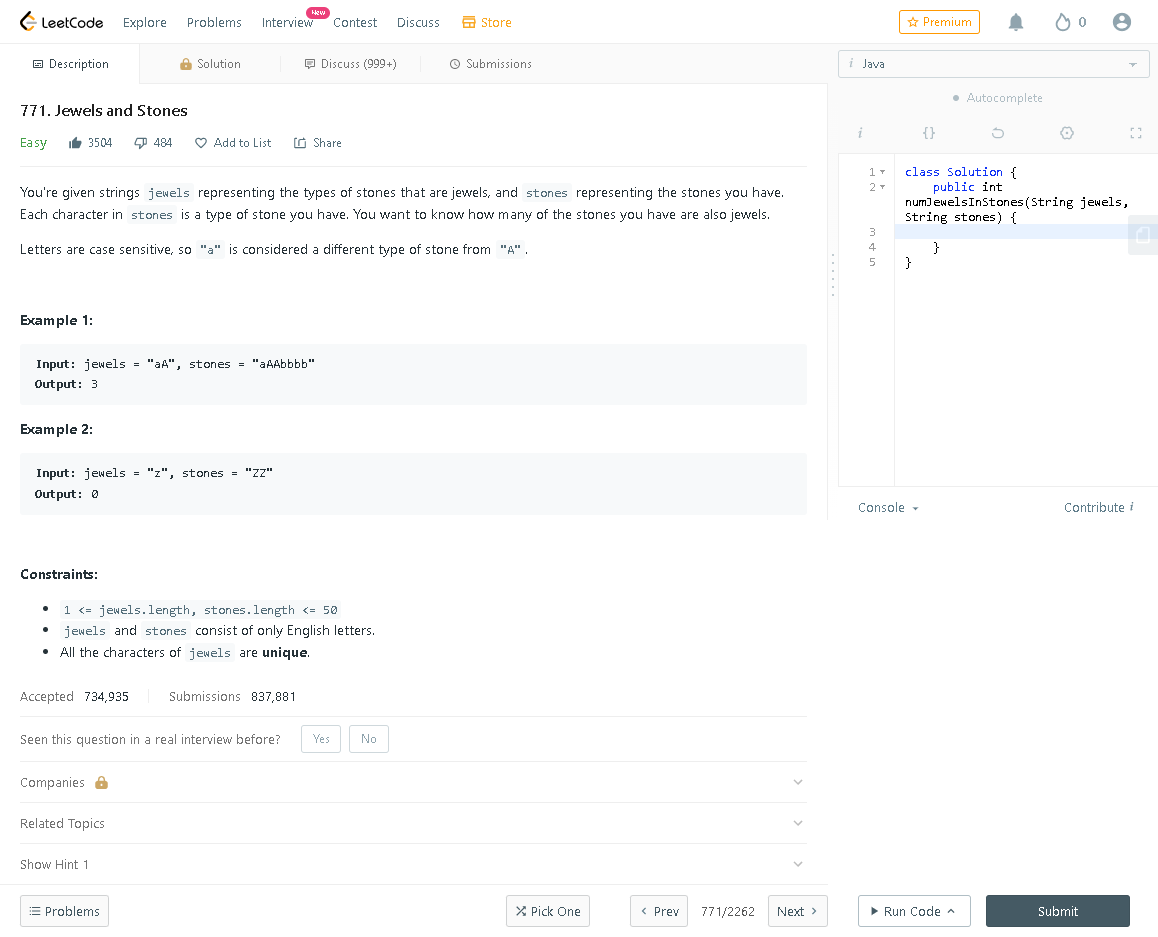 LeetCode Explore Problems Interview New Contest Discuss Store Premium 0
Description Solution Discuss (999+) Submissions
771. Jewels and Stones
Easy 3504 484 Add to List Share
You're given strings jewels representing the types of stones that are jewels, and stones representing the stones you have.
Each character in stones is a type of stone you have. You want to know how many of the stones you have are also jewels.
Letters are case sensitive, so "a" is considered a different type of stone from "A".
Example 1:
Input: jewels = "aA", stones = "aAAbbbb"
Output: 3
Example 2:
Input: jewels = "z", stones = "ZZ"
Output: 0
Constraints:
1 <= jewels.length, stones.length <= 50
jewels and stones consist of only English letters.
All the characters of jewels are unique.
Accepted 734,935 Submissions 837,881
Seen this question in a real interview before? Yes No
Companies
Related Topics
Show Hint 1
i Java
Autocomplete
i {}
1 class Solution {
2 public int
numJewelsInStones(String jewels,
String stones) {
3
4 }
5 }
Console Contribute i
Problems Pick One < Prev 771/2262 Next > Run Code Submit